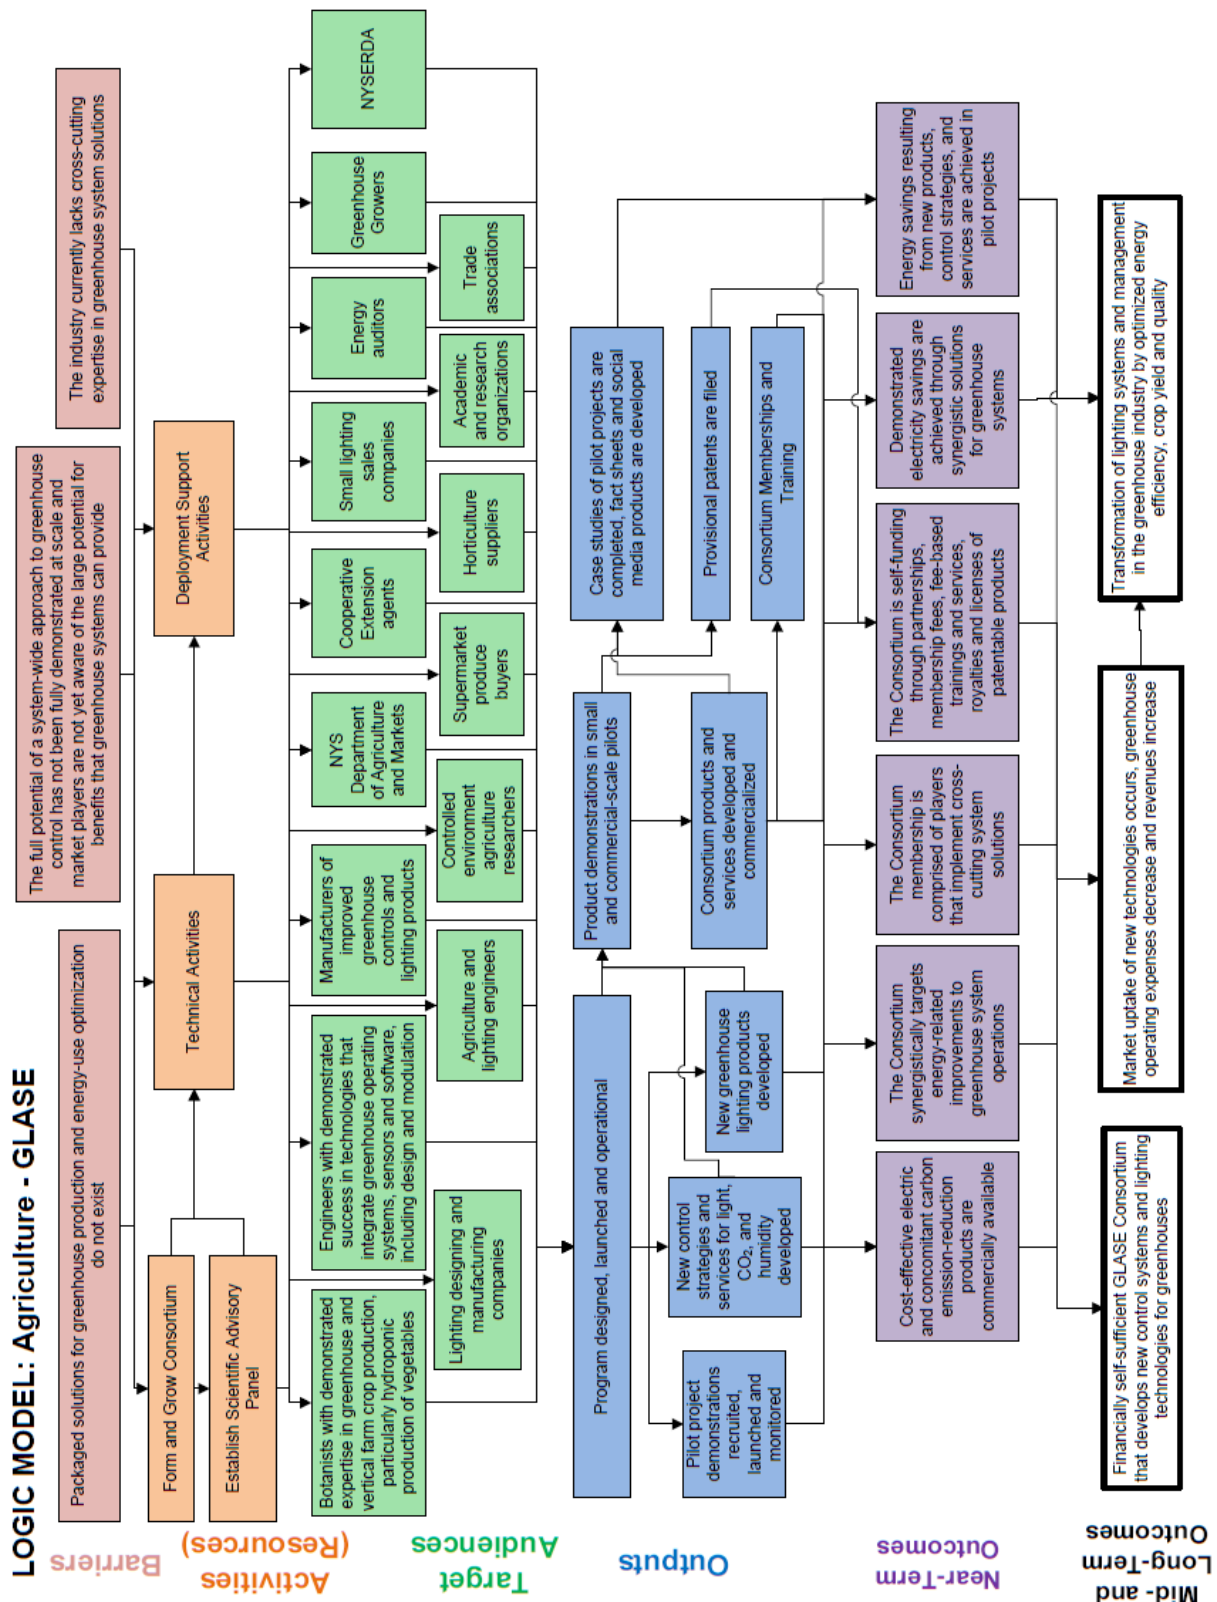 LOGIC MODEL: Agriculture - GLASE
Barriers
Packaged solutions for greenhouse production and energy-use optimization
do not exist
The full potential of a system-wide approach to greenhouse
control has not been fully demonstrated at scale and
market players are not yet aware of the large potential for
benefits that greenhouse systems can provide
The industry currently lacks cross-cutting
expertise in greenhouse system solutions
Activities
(Resources)
Form and Grow Consortium
Establish Scientific Advisory
Panel
Technical Activities
Deployment Support
Activities
Target
Audiences
Botanists with demonstrated
expertise in greenhouse and
vertical farm crop production,
particularly hydroponic
production of vegetables
Engineers with demonstrated
success in technologies that
integrate greenhouse operating
systems, sensors and software,
including design and modulation
Manufacturers of
improved
greenhouse
controls and
lighting products
NYS
Department
of Agriculture
and Markets
Cooperative
Extension
agents
Small lighting
sales
companies
Energy
auditors
Greenhouse
Growers
NYSERDA
Lighting designing and
manufacturing
companies
Agriculture and
lighting engineers
Controlled
environment
agriculture
researchers
Supermarket
produce
buyers
Horticulture
suppliers
Academic
and research
organizations
Trade
associations
Outputs
Program designed, launched and operational
Product demonstrations in small
and commercial-scale pilots
Case studies of pilot projects are
completed, fact sheets and social
media products are developed
Pilot project
demonstrations
recruited,
launched and
monitored
New control
strategies and
services for light,
CO₂, and
humidity
developed
New greenhouse
lighting products
developed
Consortium products and
services developed and
commercialized
Provisional patents are filed
Consortium Memberships and
Training
Near-Term
Outcomes
Cost-effective electric
and concomitant carbon
emission-reduction
products are
commercially available
The Consortium
synergistically targets
energy-related
improvements to
greenhouse system
operations
The Consortium
membership is
comprised of players
that implement cross-
cutting system
solutions
The Consortium is self-funding
through partnerships,
membership fees, fee-based
trainings and services,
royalties and licenses of
patentable products
Demonstrated
electricity savings are
achieved through
synergistic solutions
for greenhouse
systems
Energy savings resulting
from new products,
control strategies, and
services are achieved in
pilot projects
Mid- and
Long-Term
Outcomes
Financially self-sufficient GLASE Consortium
that develops new control systems and lighting
technologies for greenhouses
Market uptake of new technologies occurs, greenhouse
operating expenses decrease and revenues increase
Transformation of lighting systems and management
in the greenhouse industry by optimized energy
efficiency, crop yield and quality